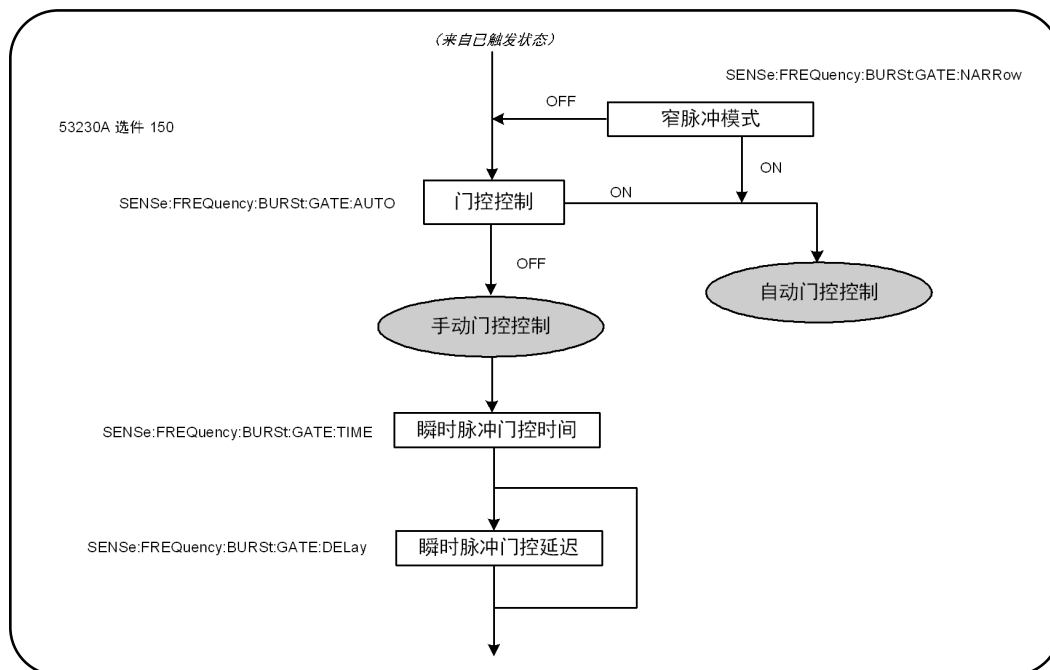 （来自已触发状态）
SENSe:FREQuency:BURSt:GATE:NARRow
OFF
窄脉冲模式
53230A 选件 150
ON
SENSe:FREQuency:BURSt:GATE:AUTO
门控控制
ON
OFF
自动门控控制
手动门控控制
SENSe:FREQuency:BURSt:GATE:TIME
瞬时脉冲门控时间
SENSe:FREQuency:BURSt:GATE:DELay
瞬时脉冲门控延迟